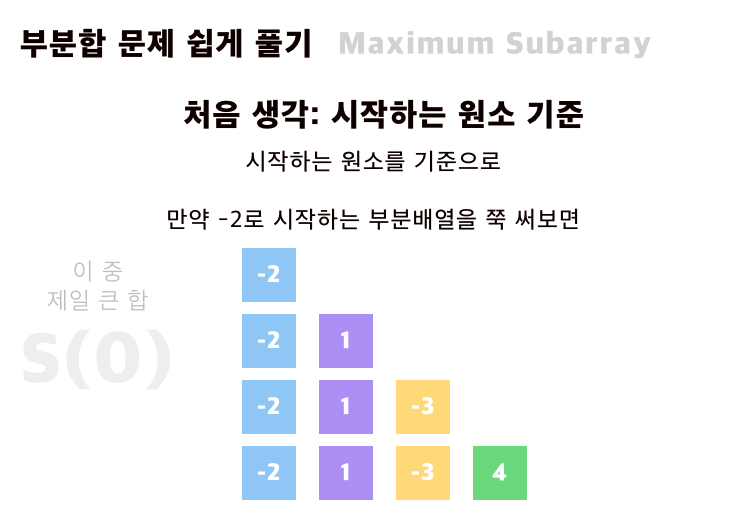 부분합 문제 쉽게 풀기 Maximum Subarray
처음 생각: 시작하는 원소 기준
시작하는 원소를 기준으로
만약 -2로 시작하는 부분배열을 쭉 써보면
이 중
제일 큰 합
S(0)
-2
-2 1
-2 1 -3
-2 1 -3 4